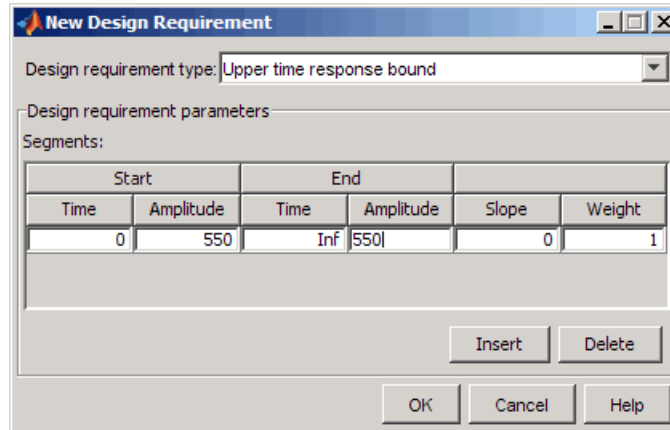 New Design Requirement
Design requirement type: Upper time response bound
Design requirement parameters
Segments:
Start End
Time Amplitude Time Amplitude Slope Weight
0 550 Inf 550 0 1
Insert Delete
OK Cancel Help